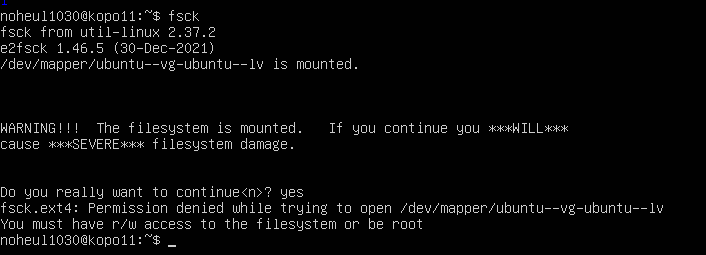 noheul1030@kopo11:~$ fsck
fsck from util-linux 2.37.2
e2fsck 1.46.5 (30-Dec-2021)
/dev/mapper/ubuntu--vg-ubuntu--lv is mounted.
WARNING!!!  The filesystem is mounted.   If you continue you ***WILL***
cause ***SEVERE*** filesystem damage.
Do you really want to continue<n>? yes
fsck.ext4: Permission denied while trying to open /dev/mapper/ubuntu--vg-ubuntu--lv
You must have r/w access to the filesystem or be root
noheul1030@kopo11:~$ _